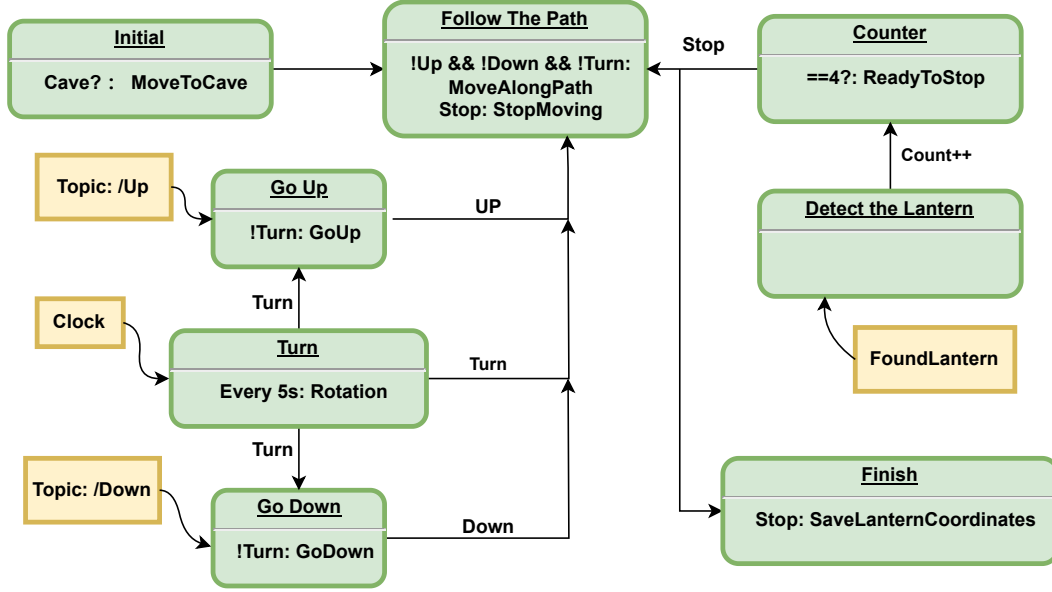 Initial
Cave? : MoveToCave
Follow The Path
!Up && !Down && !Turn:
MoveAlongPath
Stop: StopMoving
Stop
Counter
==4?: ReadyToStop
Count++
Topic: /Up
Go Up
!Turn: GoUp
UP
Detect the Lantern
Turn
Clock
Turn
Every 5s: Rotation
Turn
FoundLantern
Turn
Topic: /Down
Go Down
!Turn: GoDown
Down
Finish
Stop: SaveLanternCoordinates